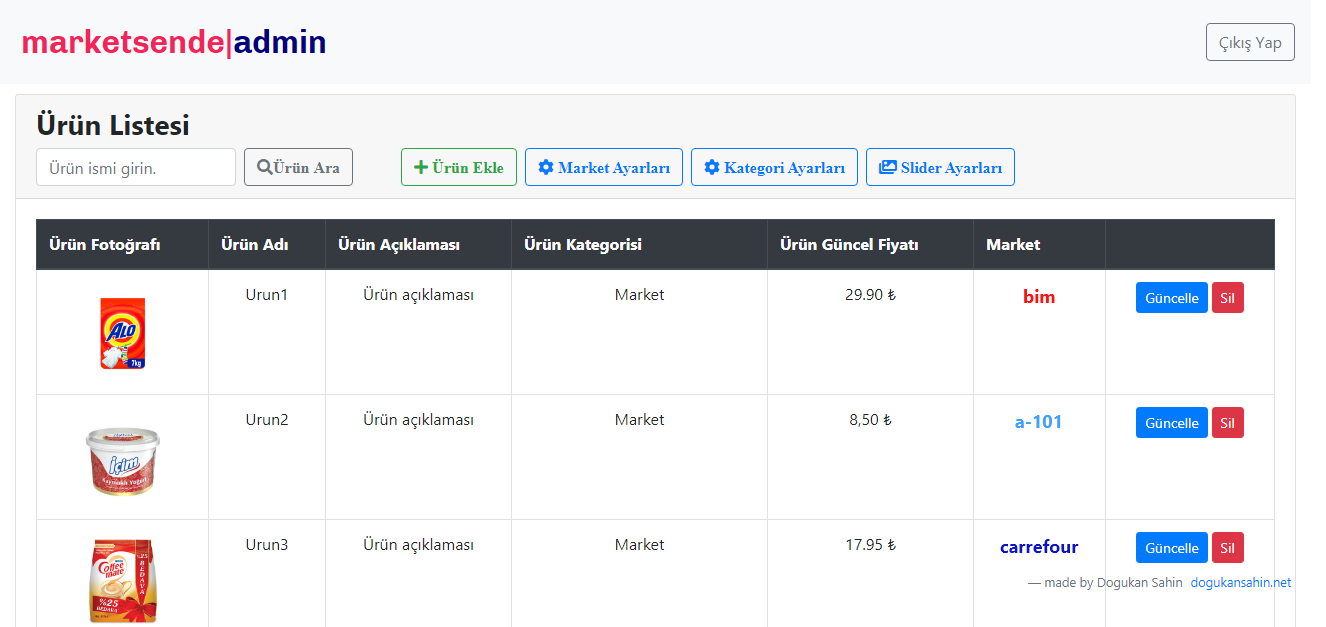 marketsende|admin
Çıkış Yap
Ürün Listesi
Ürün ismi girin.
Ürün Ara
Ürün Ekle
Market Ayarları
Kategori Ayarları
Slider Ayarları
Ürün Fotoğrafı Ürün Adı Ürün Açıklaması Ürün Kategorisi Ürün Güncel Fiyatı Market
ALO
7kg
Urun1 Ürün açıklaması Market 29.90 ₺ bim Güncelle Sil
İçim
Kaymaklı Yoğurt
Urun2 Ürün açıklaması Market 8,50 ₺ a-101 Güncelle Sil
Coffee
mate
%25
BEDAVA
%25
BEDAVA
Urun3 Ürün açıklaması Market 17.95 ₺ carrefour Güncelle Sil
— made by Dogukan Sahin dogukansahin.net